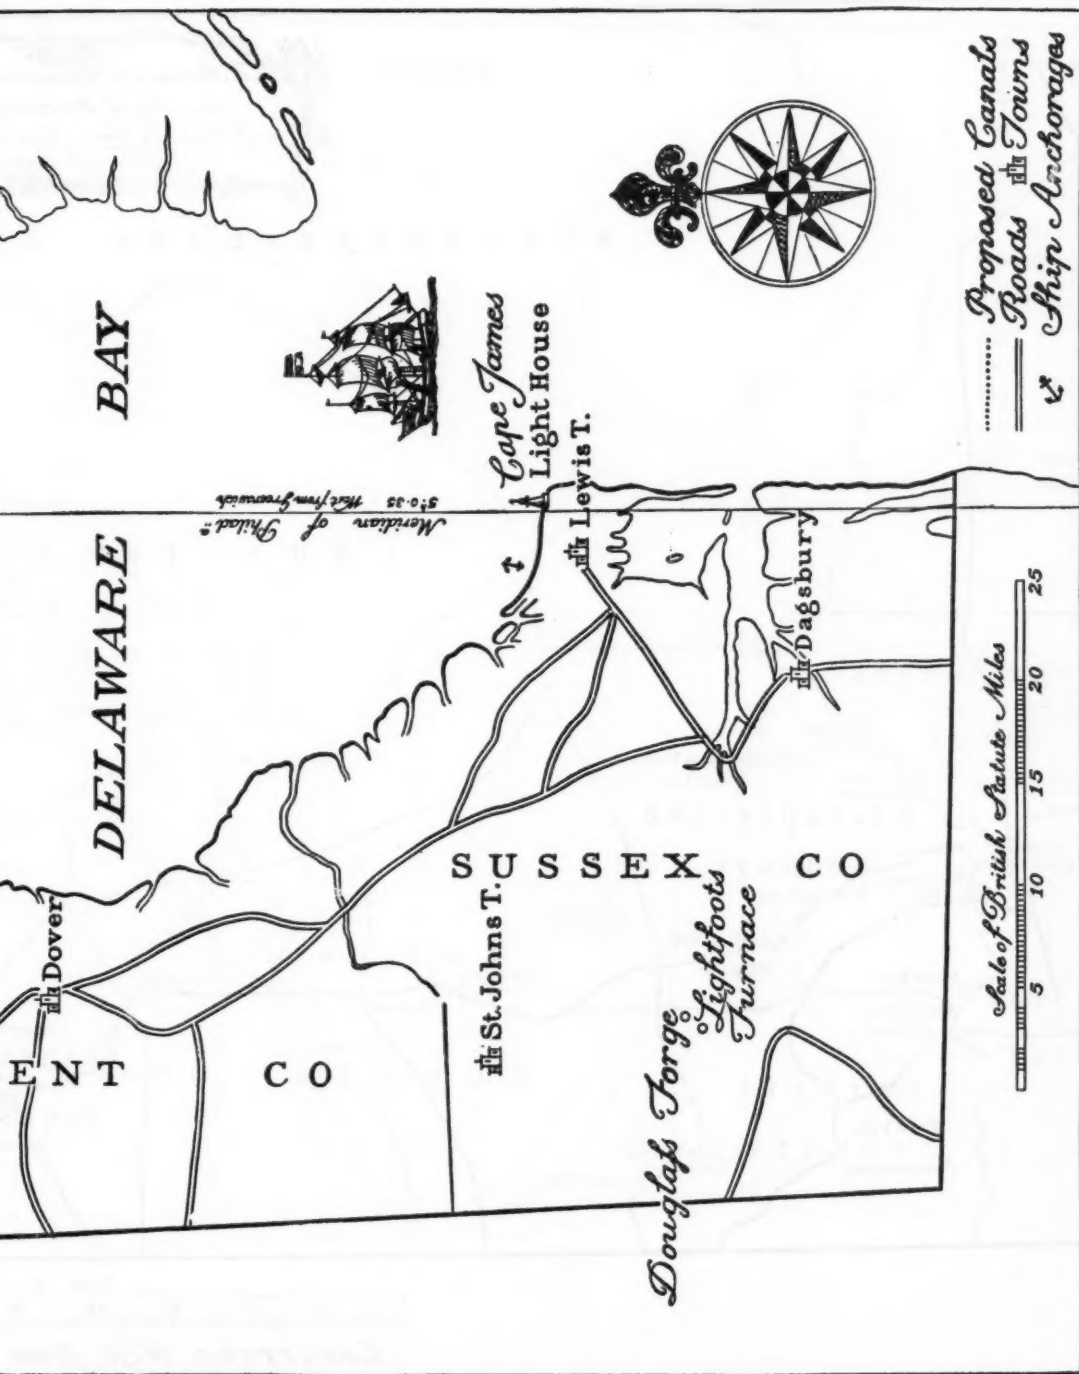 DELAWARE BAY
Meridian of Philad.ª
5º0.35 West from Greenwich
Cape James
Light House
Lewis T.
Dover
ENT CO
St. Johns T.
SUSSEX CO
Douglaſs Forge
Lightfoots
Furnace
Dagsbury
Scale of British Statute Miles
5 10 15 20 25
Proposed Canals
Roads Towns
Ship Anchorages